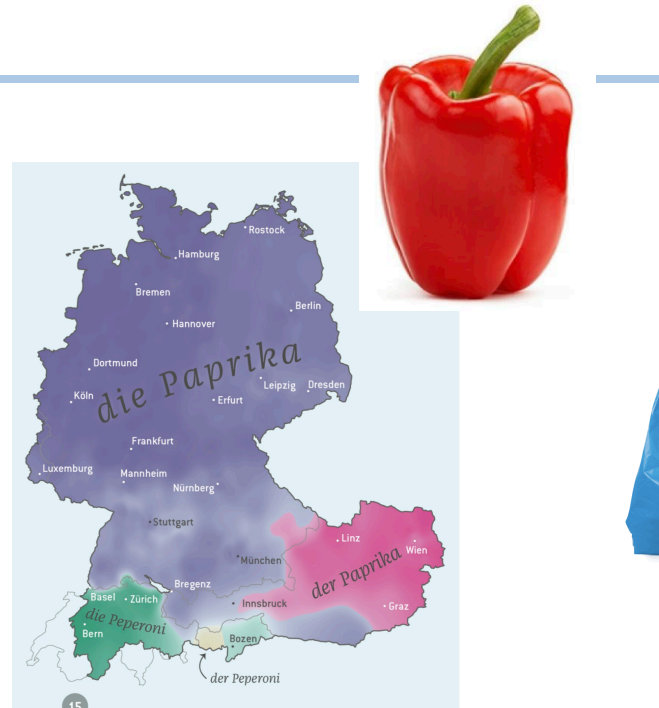 Rostock
Hamburg
Bremen
Berlin
Hannover
die Paprika
Dortmund
Leipzig
Dresden
Köln
Erfurt
Frankfurt
Luxemburg
Mannheim
Nürnberg
Stuttgart
Linz
Wien
München
der Paprika
Bregenz
Basel
Zürich
Innsbruck
Graz
die Peperoni
Bern
Bozen
der Peperoni
15